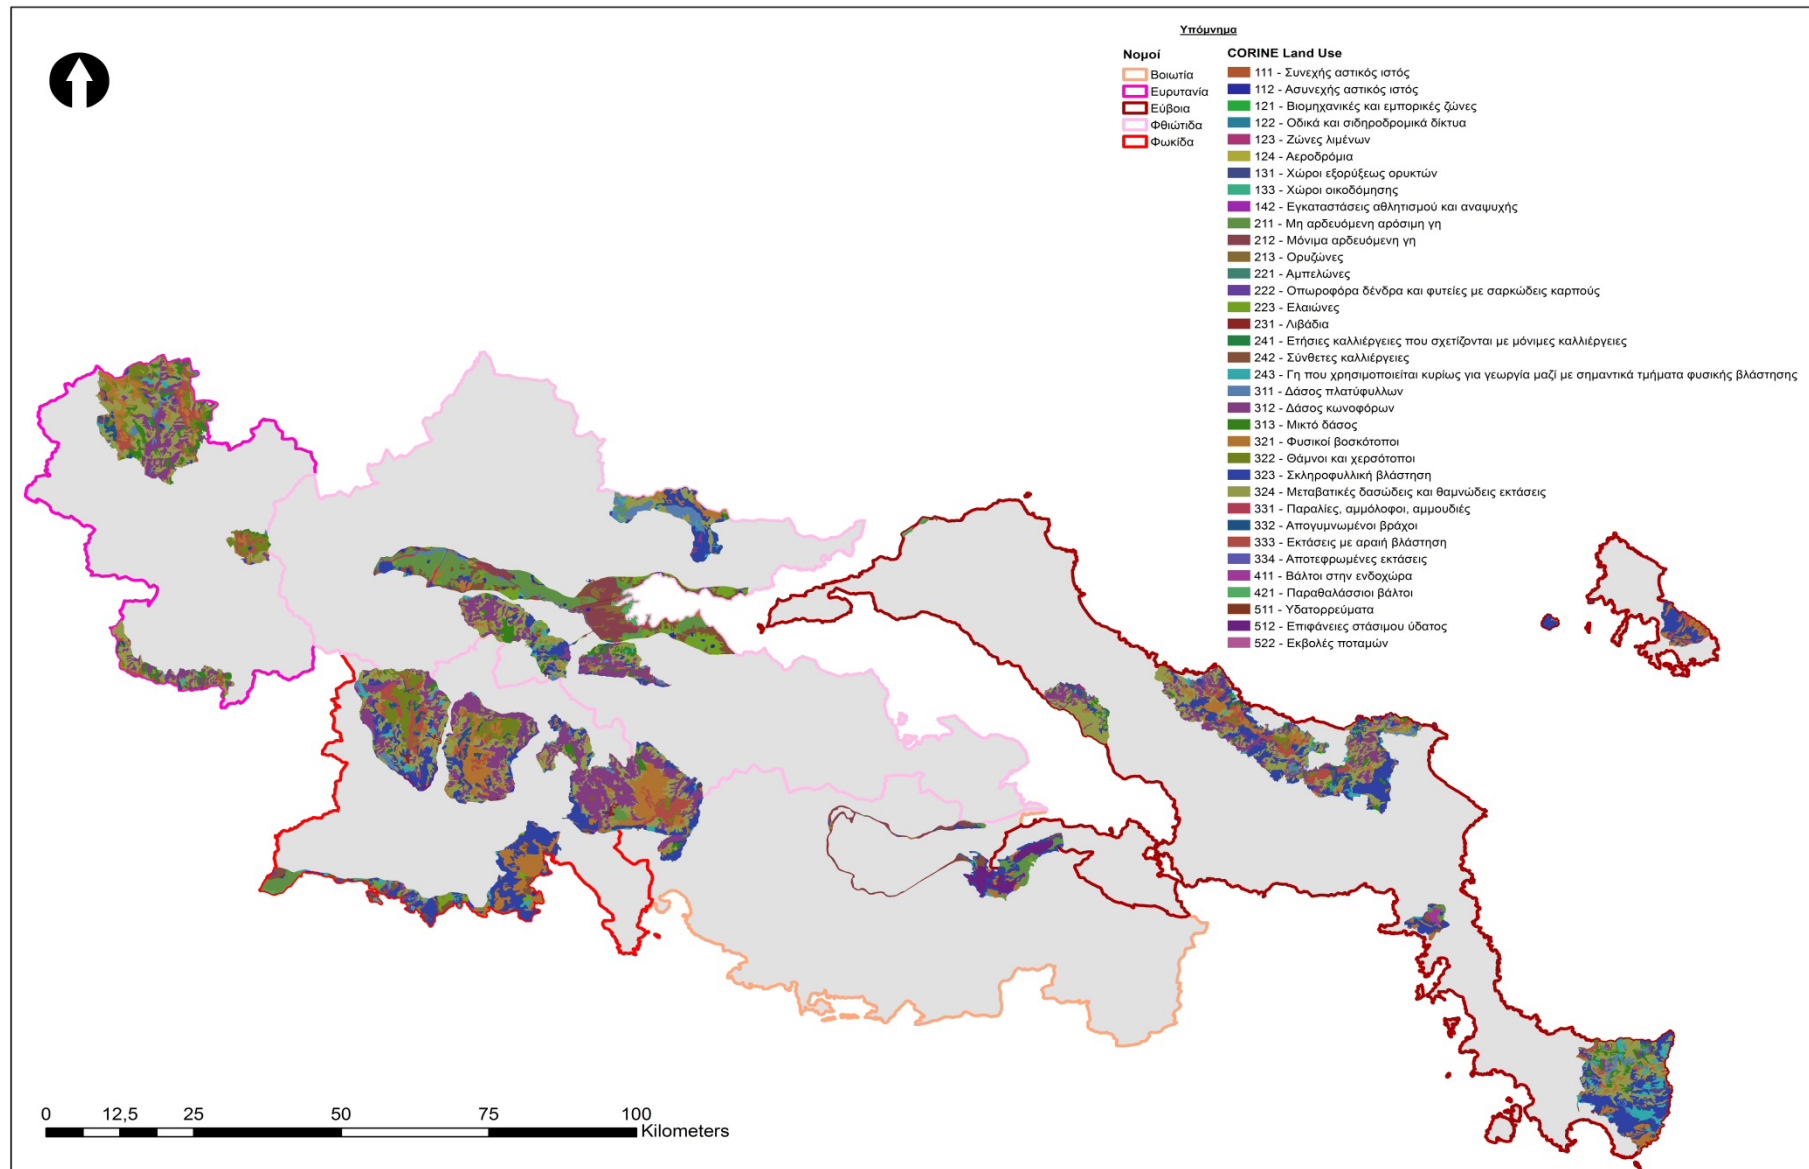 Υπόμνημα
Νομοί
Βοιωτία
Ευρυτανία
Εύβοια
Φθιώτιδα
Φωκίδα
CORINE Land Use
111 - Συνεχής αστικός ιστός
112 - Ασυνεχής αστικός ιστός
121 - Βιομηχανικές και εμπορικές ζώνες
122 - Οδικά και σιδηροδρομικά δίκτυα
123 - Ζώνες λιμένων
124 - Αεροδρόμια
131 - Χώροι εξορύξεως ορυκτών
133 - Χώροι οικοδόμησης
142 - Εγκαταστάσεις αθλητισμού και αναψυχής
211 - Μη αρδευόμενη αρόσιμη γη
212 - Μόνιμα αρδευόμενη γη
213 - Ορυζώνες
221 - Αμπελώνες
222 - Οπωροφόρα δένδρα και φυτείες με σαρκώδεις καρπούς
223 - Ελαιώνες
231 - Λιβάδια
241 - Ετήσιες καλλιέργειες που σχετίζονται με μόνιμες καλλιέργειες
242 - Σύνθετες καλλιέργειες
243 - Γη που χρησιμοποιείται κυρίως για γεωργία μαζί με σημαντικά τμήματα φυσικής βλάστησης
311 - Δάσος πλατύφυλλων
312 - Δάσος κωνοφόρων
313 - Μικτό δάσος
321 - Φυσικοί βοσκότοποι
322 - Θάμνοι και χερσότοποι
323 - Σκληροφυλλική βλάστηση
324 - Μεταβατικές δασώδεις και θαμνώδεις εκτάσεις
331 - Παραλίες, αμμόλοφοι, αμμουδιές
332 - Απογυμνωμένοι βράχοι
333 - Εκτάσεις με αραιή βλάστηση
334 - Αποτεφρωμένες εκτάσεις
411 - Βάλτοι στην ενδοχώρα
421 - Παραθαλάσσιοι βάλτοι
511 - Υδατορρεύματα
512 - Επιφάνειες στάσιμου ύδατος
522 - Εκβολές ποταμών
0 12,5 25 50 75 100
Kilometers